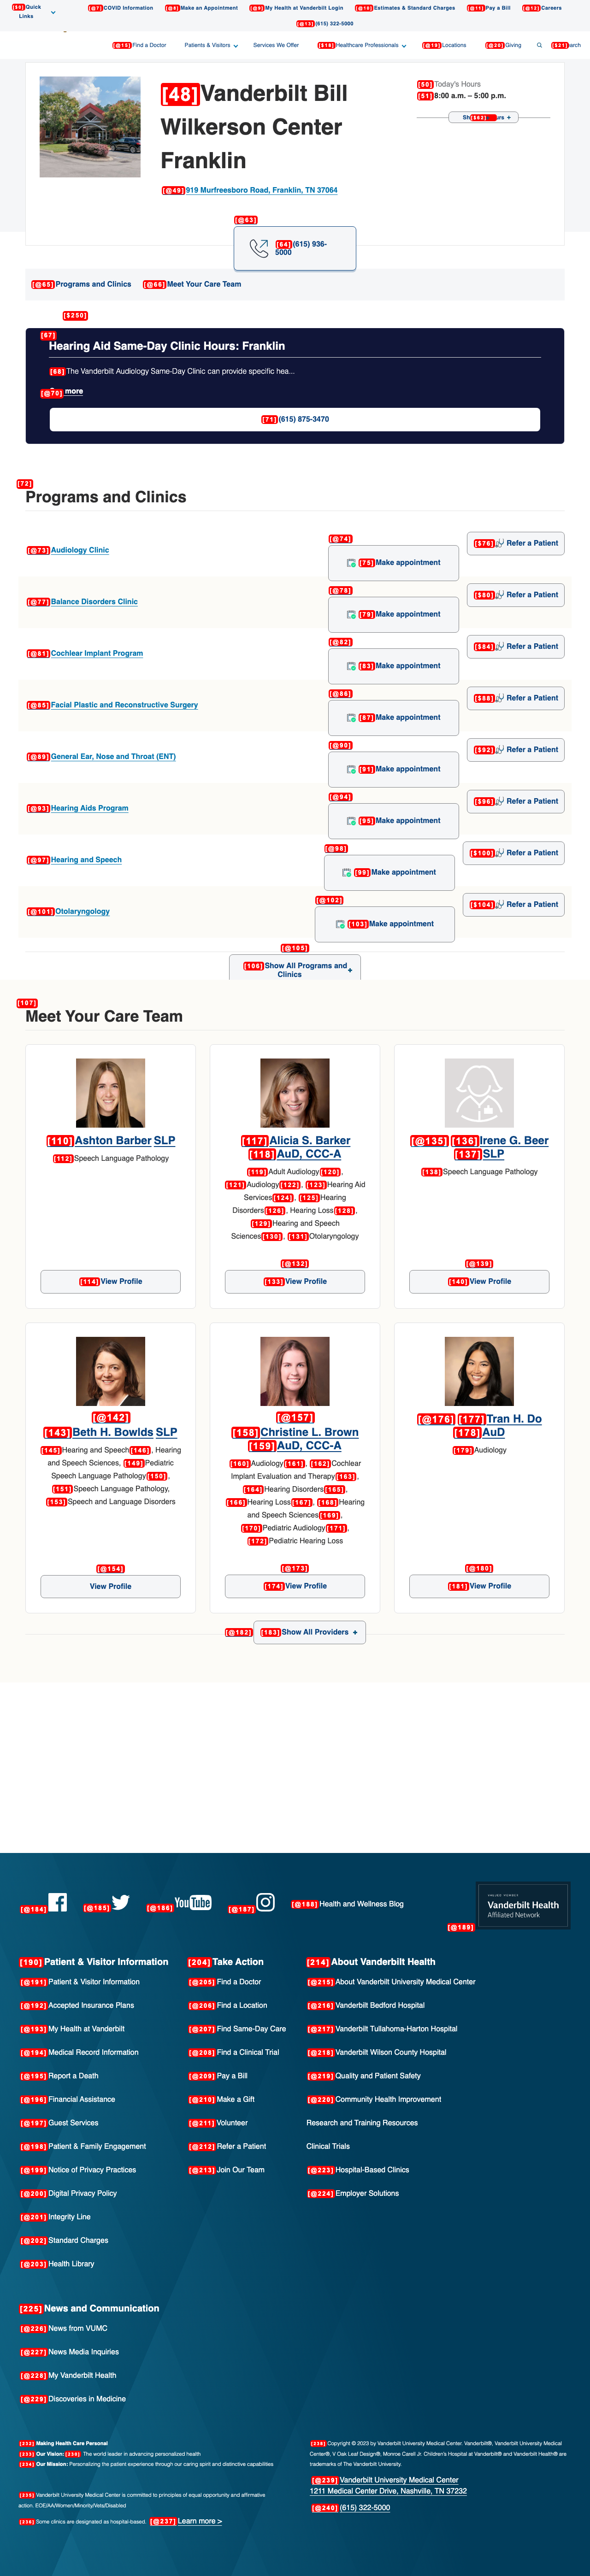 [$6] Quick Links
[@7] COVID Information
[@8] Make an Appointment
[@9] My Health at Vanderbilt Login
[@10] Estimates & Standard Charges
[@11] Pay a Bill
[@12] Careers
[@13] (615) 322-5000
[@15] Find a Doctor
Patients & Visitors
Services We Offer
[$18] Healthcare Professionals
[@19] Locations
[@20] Giving
[$21] earch
[48] Vanderbilt Bill
Wilkerson Center
Franklin
[@49] 919 Murfreesboro Road, Franklin, TN 37064
[50] Today's Hours
[51] 8:00 a.m. – 5:00 p.m.
Sh [$62] urs +
[@63]
[64] (615) 936-
5000
[@65] Programs and Clinics
[@66] Meet Your Care Team
[$250]
[67]
Hearing Aid Same-Day Clinic Hours: Franklin
[68] The Vanderbilt Audiology Same-Day Clinic can provide specific hea...
[@70] more
[71] (615) 875-3470
[72]
Programs and Clinics
[@73] Audiology Clinic
[@74]
[75] Make appointment
[$76] Refer a Patient
[@77] Balance Disorders Clinic
[@78]
[79] Make appointment
[$80] Refer a Patient
[@81] Cochlear Implant Program
[@82]
[83] Make appointment
[$84] Refer a Patient
[@85] Facial Plastic and Reconstructive Surgery
[@86]
[87] Make appointment
[$88] Refer a Patient
[@89] General Ear, Nose and Throat (ENT)
[@90]
[91] Make appointment
[$92] Refer a Patient
[@93] Hearing Aids Program
[@94]
[95] Make appointment
[$96] Refer a Patient
[@97] Hearing and Speech
[@98]
[99] Make appointment
[$100] Refer a Patient
[@101] Otolaryngology
[@102]
[103] Make appointment
[$104] Refer a Patient
[@105]
[106] Show All Programs and
Clinics +
[107]
Meet Your Care Team
[110] Ashton Barber SLP
[112] Speech Language Pathology
[114] View Profile
[117] Alicia S. Barker
[118] AuD, CCC-A
[119] Adult Audiology [120],
[121] Audiology [122], [123] Hearing Aid
Services [124], [125] Hearing
Disorders [126], Hearing Loss [128],
[129] Hearing and Speech
Sciences [130], [131] Otolaryngology
[@132]
[133] View Profile
[@135] [136] Irene G. Beer
[137] SLP
[138] Speech Language Pathology
[@139]
[140] View Profile
[@142]
[143] Beth H. Bowlds SLP
[145] Hearing and Speech [146], Hearing
and Speech Sciences, [149] Pediatric
Speech Language Pathology [150],
[151] Speech Language Pathology,
[153] Speech and Language Disorders
[@154]
View Profile
[@157]
[158] Christine L. Brown
[159] AuD, CCC-A
[160] Audiology [161], [162] Cochlear
Implant Evaluation and Therapy [163],
[164] Hearing Disorders [165],
[166] Hearing Loss [167], [168] Hearing
and Speech Sciences [169],
[170] Pediatric Audiology [171],
[172] Pediatric Hearing Loss
[@173]
[174] View Profile
[@176] [177] Tran H. Do
[178] AuD
[179] Audiology
[@180]
[181] View Profile
[@182] [183] Show All Providers +
[@184]
[@185]
[@186] YouTube
[@187]
[@188] Health and Wellness Blog
[@189]
Vanderbilt Health
Affiliated Network
[190] Patient & Visitor Information
[@191] Patient & Visitor Information
[@192] Accepted Insurance Plans
[@193] My Health at Vanderbilt
[@194] Medical Record Information
[@195] Report a Death
[@196] Financial Assistance
[@197] Guest Services
[@198] Patient & Family Engagement
[@199] Notice of Privacy Practices
[@200] Digital Privacy Policy
[@201] Integrity Line
[@202] Standard Charges
[@203] Health Library
[204] Take Action
[@205] Find a Doctor
[@206] Find a Location
[@207] Find Same-Day Care
[@208] Find a Clinical Trial
[@209] Pay a Bill
[@210] Make a Gift
[@211] Volunteer
[@212] Refer a Patient
[@213] Join Our Team
[214] About Vanderbilt Health
[@215] About Vanderbilt University Medical Center
[@216] Vanderbilt Bedford Hospital
[@217] Vanderbilt Tullahoma-Harton Hospital
[@218] Vanderbilt Wilson County Hospital
[@219] Quality and Patient Safety
[@220] Community Health Improvement
Research and Training Resources
Clinical Trials
[@223] Hospital-Based Clinics
[@224] Employer Solutions
[225] News and Communication
[@226] News from VUMC
[@227] News Media Inquiries
[@228] My Vanderbilt Health
[@229] Discoveries in Medicine
[232] Making Health Care Personal
[233] Our Vision: [230] The world leader in advancing personalized health
[234] Our Mission: Personalizing the patient experience through our caring spirit and distinctive capabilities
[235] Vanderbilt University Medical Center is committed to principles of equal opportunity and affirmative
action. EOE/AA/Women/Minority/Vets/Disabled
[236] Some clinics are designated as hospital-based. [@237] Learn more >
[238] Copyright © 2023 by Vanderbilt University Medical Center. Vanderbilt®, Vanderbilt University Medical
Center®, V Oak Leaf Design®, Monroe Carell Jr. Children's Hospital at Vanderbilt® and Vanderbilt Health® are
trademarks of The Vanderbilt University.
[@239] Vanderbilt University Medical Center
1211 Medical Center Drive, Nashville, TN 37232
[@240] (615) 322-5000